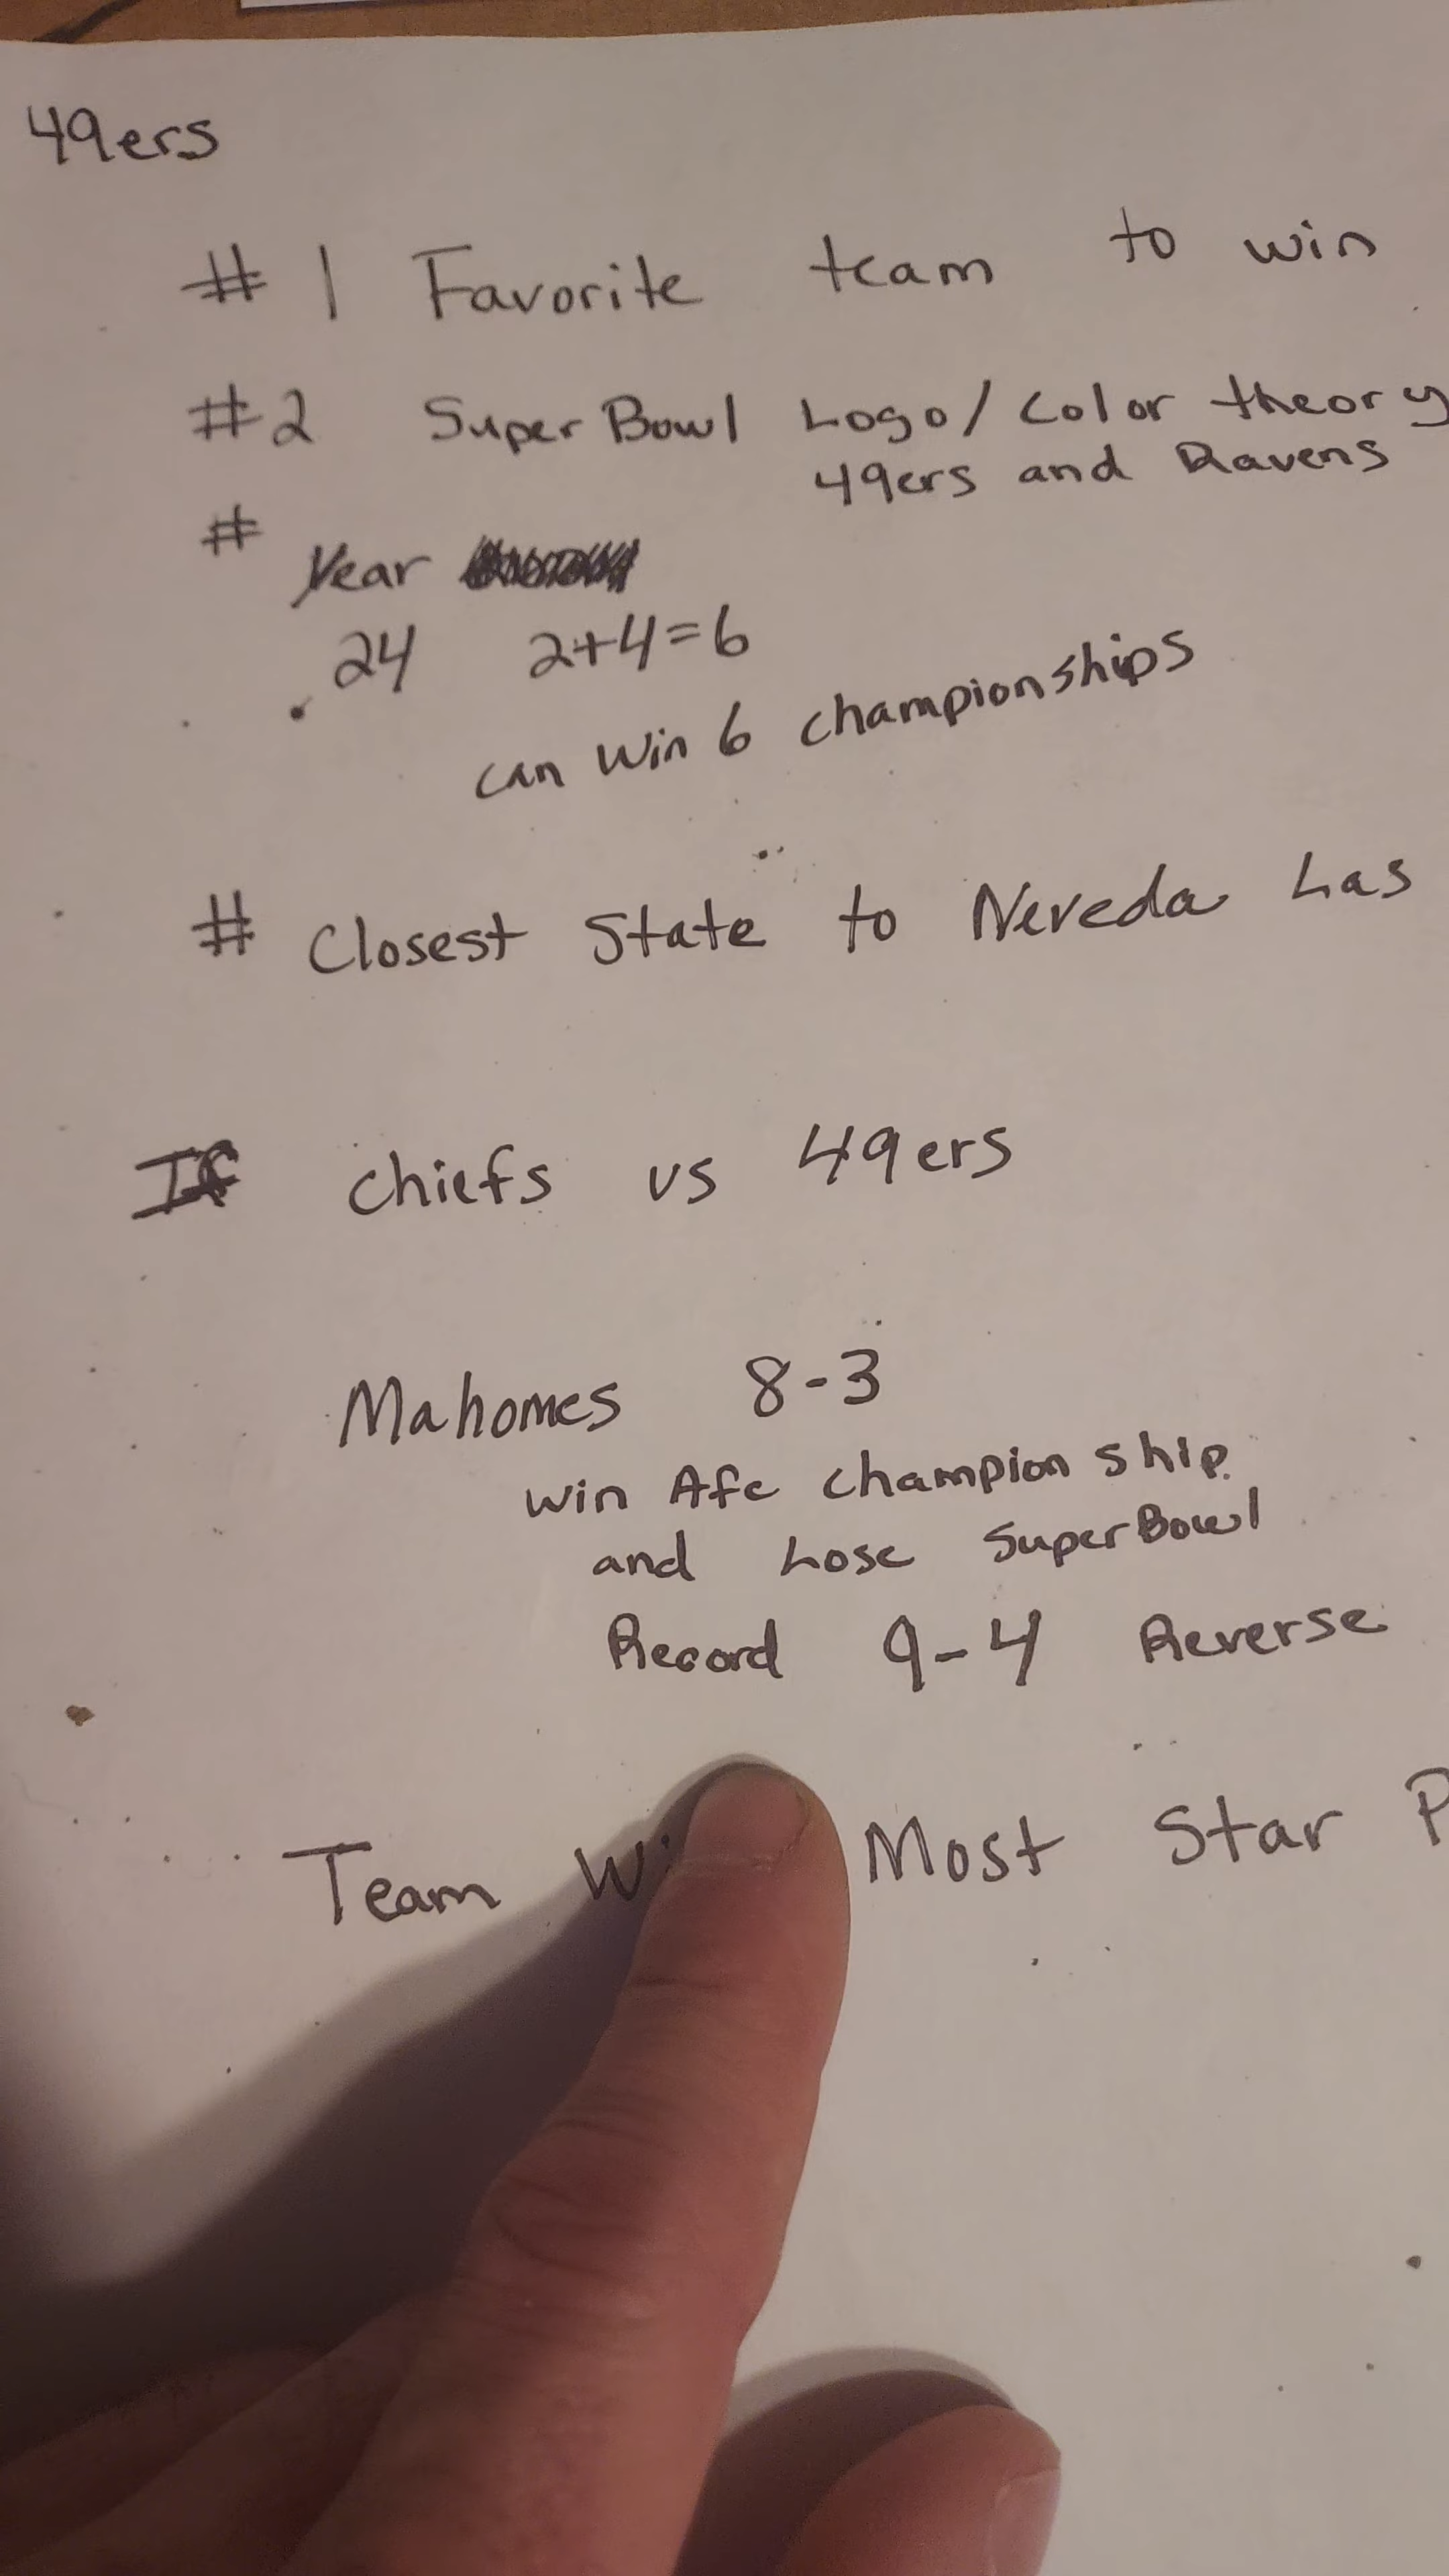 49ers
#1 Favorite team to win
#2 Super Bowl Logo/color theory
49ers and Ravens
# Year
24 2+4=6
can win 6 championships
# Closest State to Neveda has
If chiefs vs 49ers
Mahomes 8-3
win Afc champion ship
and Lose SuperBowl
Record 9-4 Reverse
Team Most Star